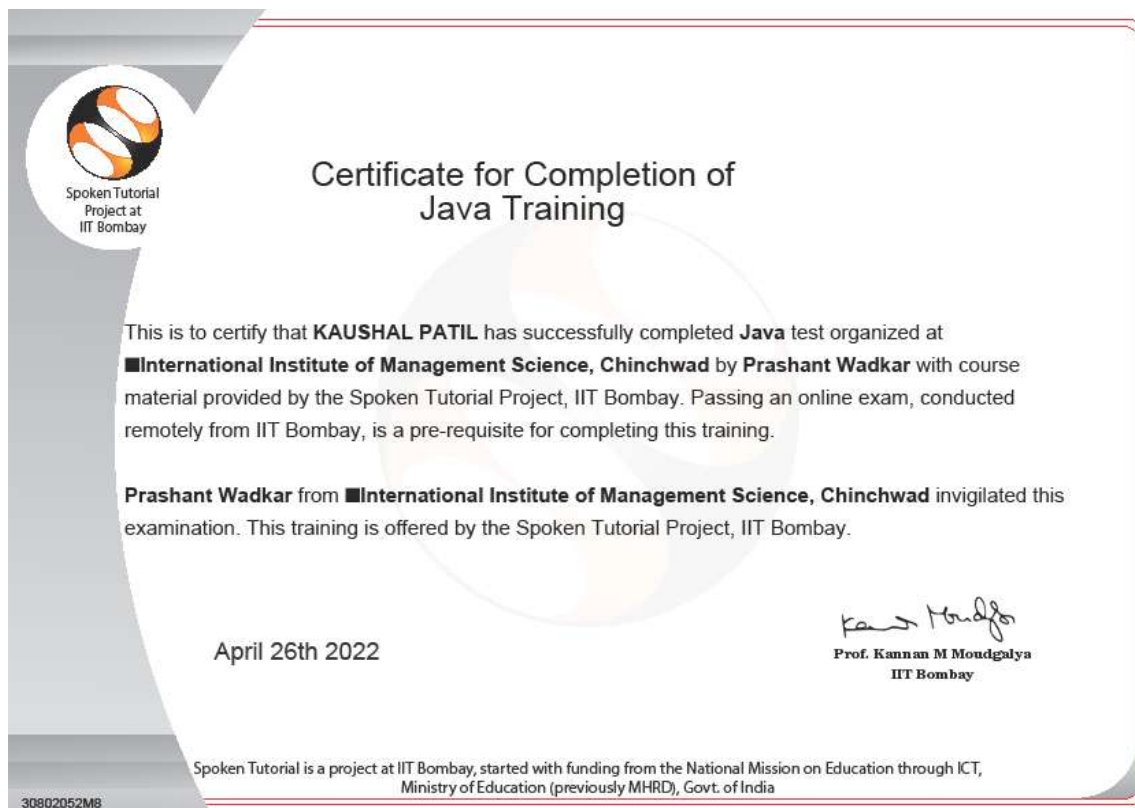 Spoken Tutorial
Project at
IIT Bombay
Certificate for Completion of
Java Training
This is to certify that KAUSHAL PATIL has successfully completed Java test organized at
■International Institute of Management Science, Chinchwad by Prashant Wadkar with course
material provided by the Spoken Tutorial Project, IIT Bombay. Passing an online exam, conducted
remotely from IIT Bombay, is a pre-requisite for completing this training.
Prashant Wadkar from ■International Institute of Management Science, Chinchwad invigilated this
examination. This training is offered by the Spoken Tutorial Project, IIT Bombay.
April 26th 2022
Prof. Kannan M Moudgalya
IIT Bombay
Spoken Tutorial is a project at IIT Bombay, started with funding from the National Mission on Education through ICT,
Ministry of Education (previously MHRD), Govt. of India
30802052M8